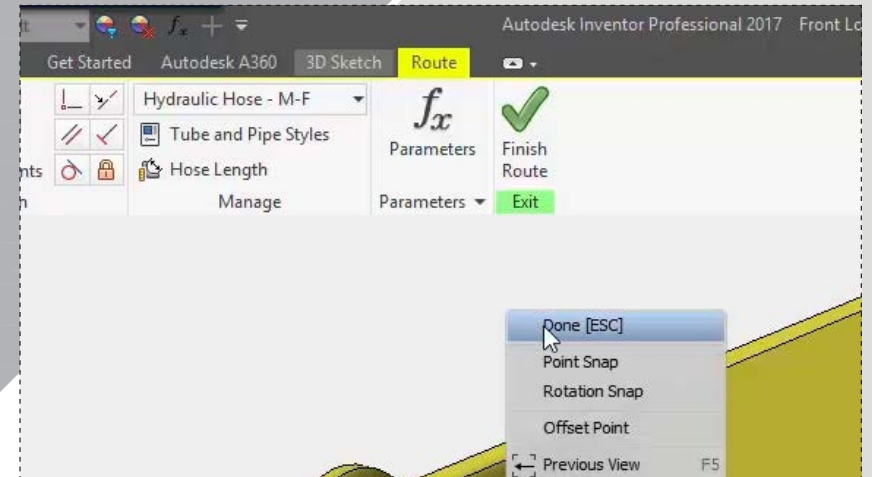 fx
Autodesk Inventor Professional 2017 Front Lo
Get Started Autodesk A360 3D Sketch Route
Hydraulic Hose - M-F
Tube and Pipe Styles
Hose Length
nts
Manage
fx
Parameters
Parameters
Finish
Route
Exit
Done [ESC]
Point Snap
Rotation Snap
Offset Point
Previous View F5